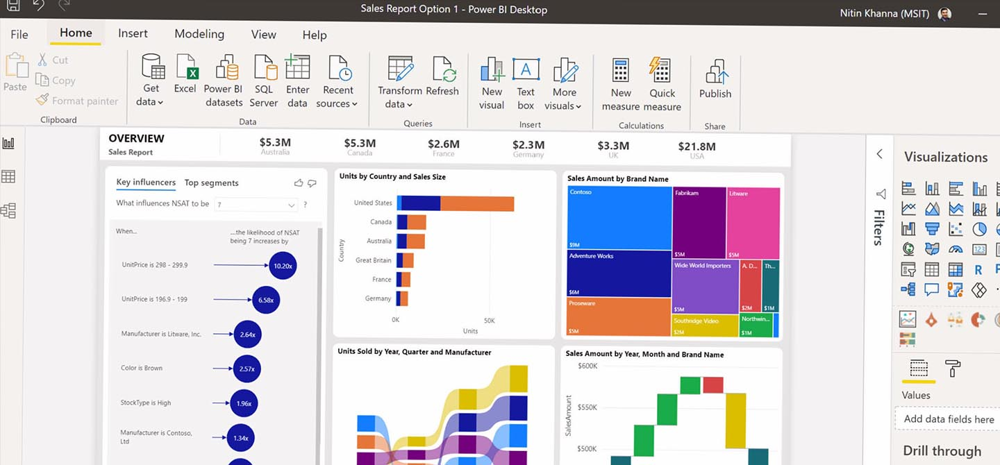 Sales Report Option 1 - Power BI Desktop
Nitin Khanna (MSIT)
File Home Insert Modeling View Help
Paste
Cut
Copy
Format painter
Clipboard
Get data
Excel
Power BI datasets
SQL Server
Enter data
Recent sources
Data
Transform data
Refresh
Queries
New visual
Text box
More visuals
Insert
New measure
Quick measure
Calculations
Publish
Share
OVERVIEW
Sales Report
$5.3M
Australia
$5.3M
Canada
$2.6M
France
$2.3M
Germany
$3.3M
UK
$21.8M
USA
Key influencers Top segments
What influences NSAT to be 7 ?
When...
....the likelihood of NSAT
being 7 increases by
UnitPrice is 298 - 299.9 10.20x
UnitPrice is 196.9 - 199 6.58x
Manufacturer is Litware, Inc. 2.64x
Color is Brown 2.57x
StockType is High 1.96x
Manufacturer is Contoso,
Ltd
1.34x
Units by Country and Sales Size
Country
United States
Canada
Australia
Great Britain
France
Germany
0K 50K
Units
Sales Amount by Brand Name
Contoso
$9M
Adventure Works
$6M
Proseware
$5M
Fabrikam
$5M
Litware
$5M
Wide World Importers
$5M
A. D...
$2M
Th...
$1M
Southridge Video
$2M
Northwin...
$1M
Units Sold by Year, Quarter and Manufacturer
Sales Amount by Year, Month and Brand Name
SalesAmount
$600K
$550K
$500K
Filters
Visualizations
123
R
Values
Add data fields here
Drill through